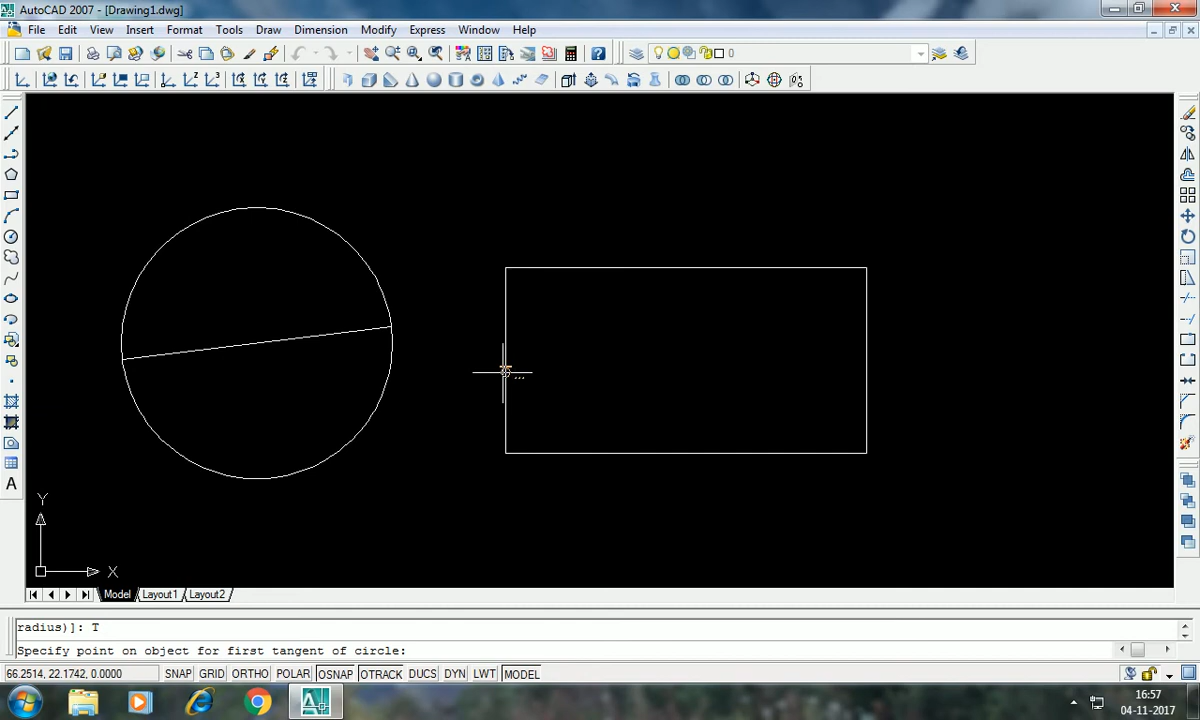 AutoCAD 2007 - [Drawing1.dwg]
File Edit View Insert Format Tools Draw Dimension Modify Express Window Help
0
A
Y
X
Model Layout1 Layout2
radius)]: T
Specify point on object for first tangent of circle:
66.2514, 22.1742, 0.0000 SNAP GRID ORTHO POLAR OSNAP OTRACK DUCS DYN LWT MODEL
16:57
04-11-2017